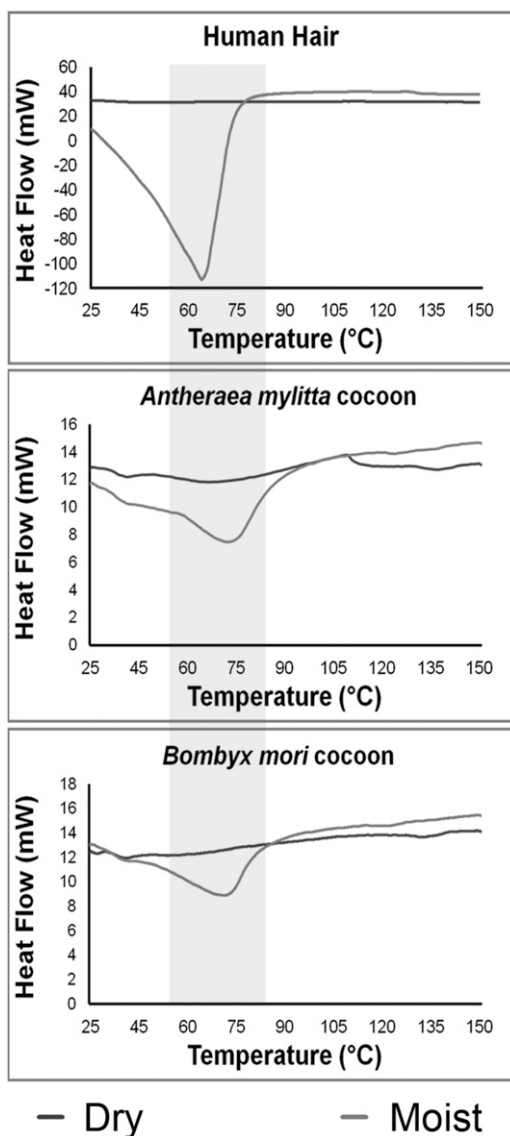 Human Hair
Heat Flow (mW)
60
40
20
0
-20
-40
-60
-80
-100
-120
25 45 60 75 90 105 120 135 150
Temperature (°C)
Antheraea mylitta cocoon
Heat Flow (mW)
16
14
12
10
8
6
4
2
0
25 45 60 75 90 105 120 135 150
Temperature (°C)
Bombyx mori cocoon
Heat Flow (mW)
18
16
14
12
10
8
6
4
2
0
25 45 60 75 90 105 120 135 150
Temperature (°C)
Dry Moist